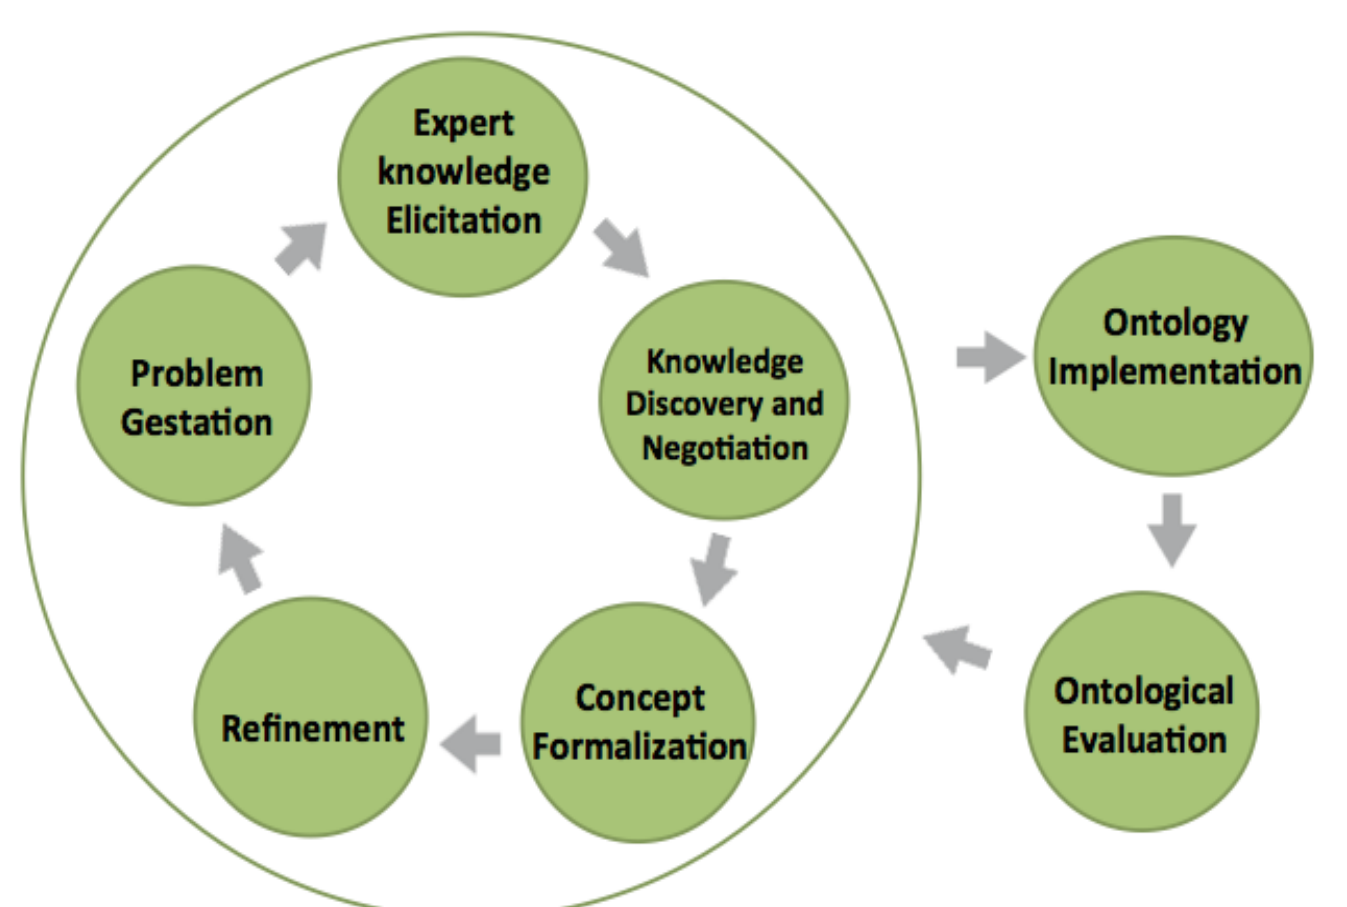 Expert
knowledge
Elicitation
Knowledge
Discovery and
Negotiation
Concept
Formalization
Refinement
Problem
Gestation
Ontology
Implementation
Ontological
Evaluation